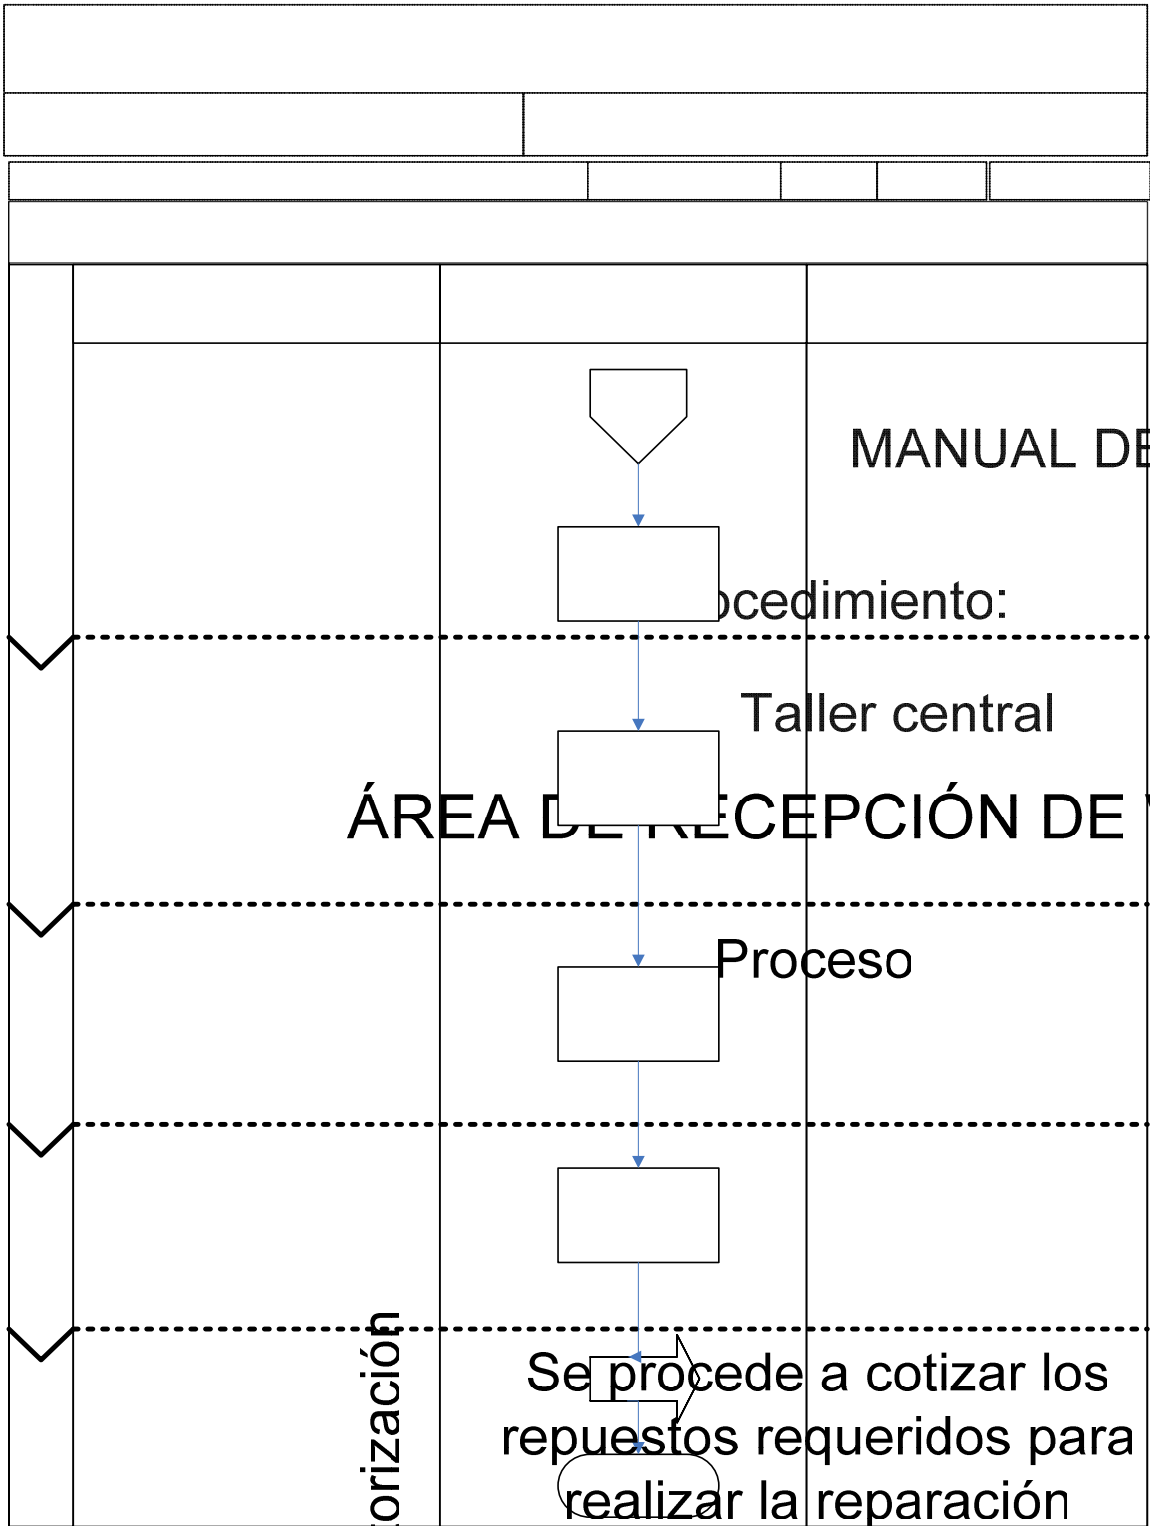 MANUAL DE
ocedimiento:
Taller central
ÁREA DE RECEPCIÓN DE
Proceso
orización
Se procede a cotizar los
repuestos requeridos para
realizar la reparación